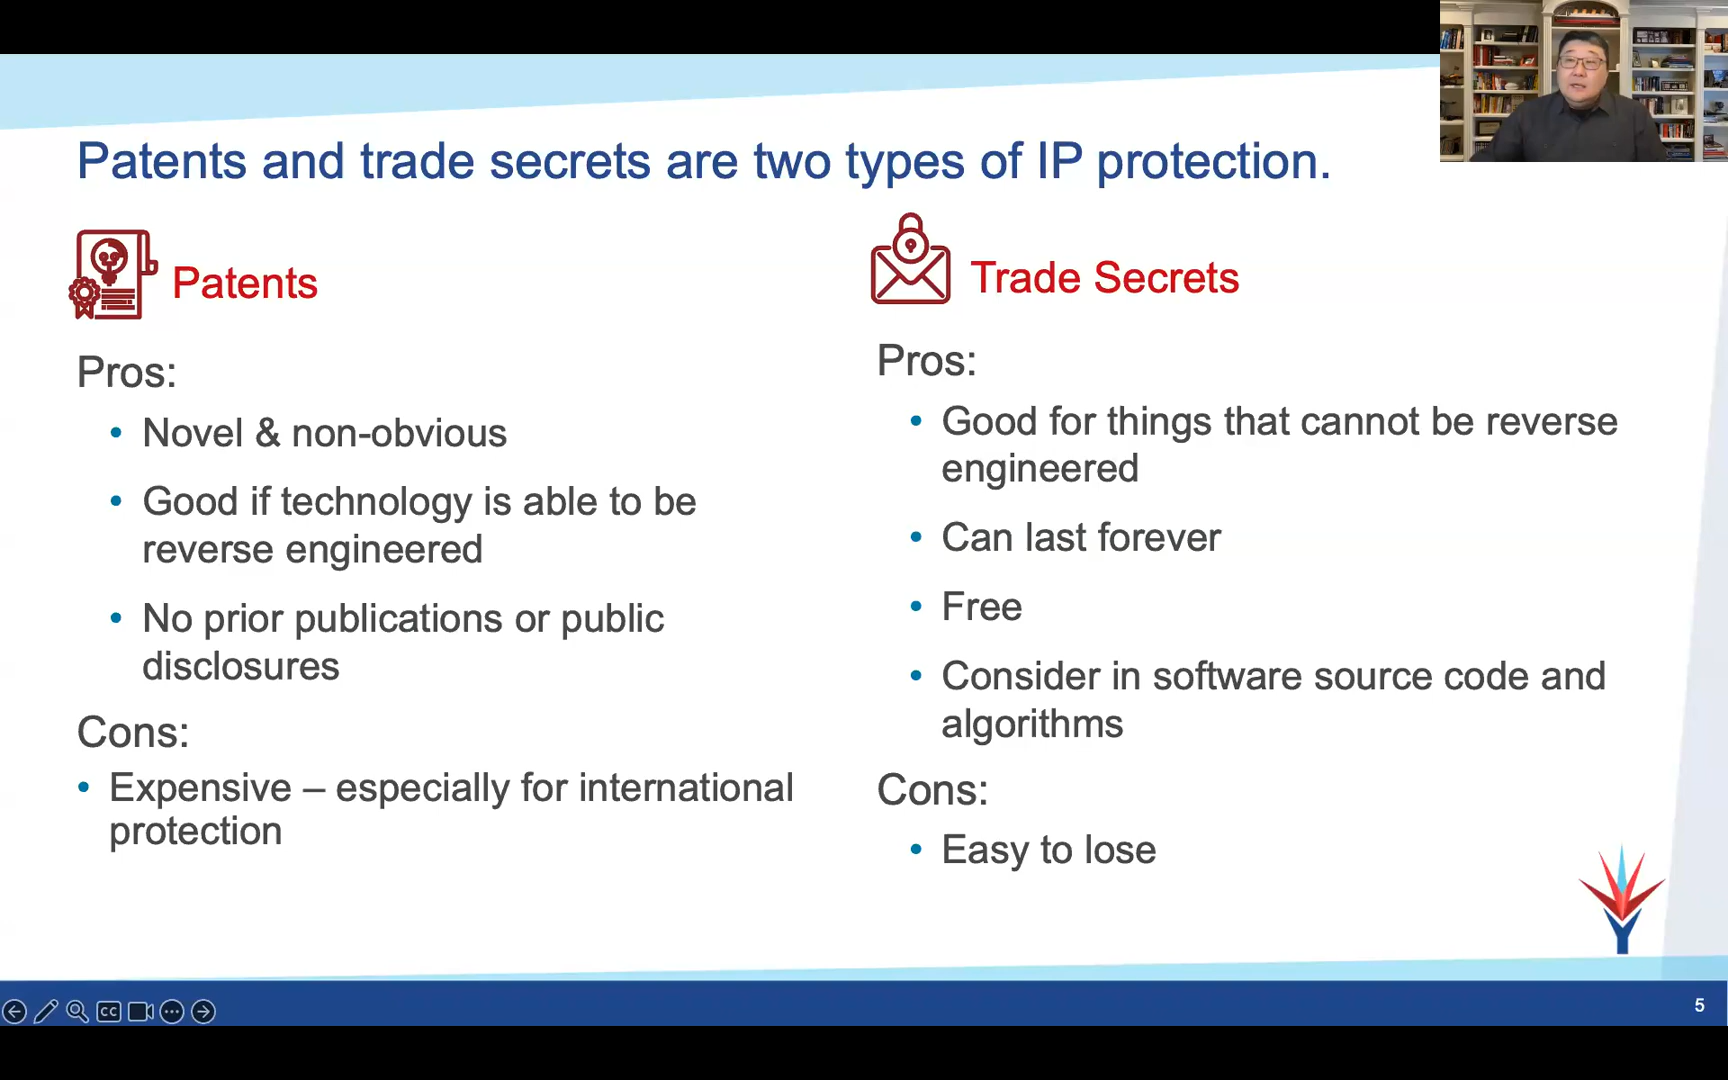 Patents and trade secrets are two types of IP protection.
Patents
Pros:
• Novel & non-obvious
• Good if technology is able to be
reverse engineered
• No prior publications or public
disclosures
Cons:
• Expensive – especially for international
protection
Trade Secrets
Pros:
• Good for things that cannot be reverse
engineered
• Can last forever
• Free
• Consider in software source code and
algorithms
Cons:
• Easy to lose
CC
5